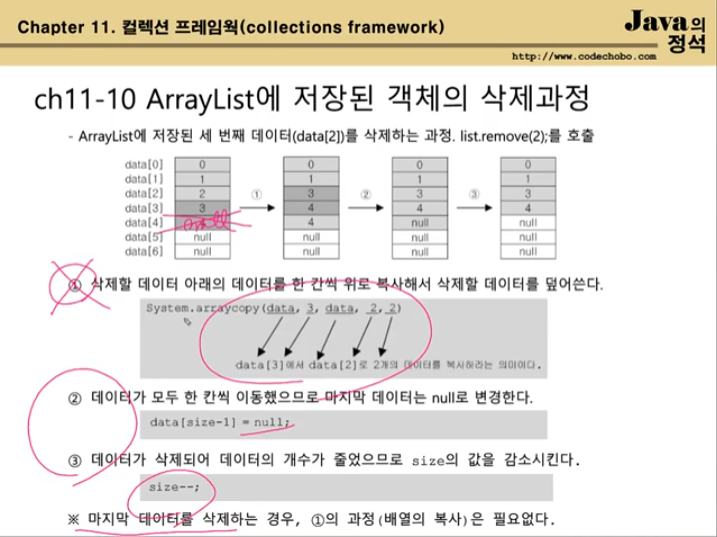 Chapter 11. 컬렉션 프레임웍(collections framework)
Java의 정석
http://www.codechobo.com
ch11-10 ArrayList에 저장된 객체의 삭제과정
- ArrayList에 저장된 세 번째 데이터(data[2])를 삭제하는 과정. list.remove(2);를 호출
data[0] 0 0 0 0
data[1] 1 1 1 1
data[2] 2 ① 3 ② 3 ③ 3
data[3] 3 4 4 4
data[4] null 4 null null
data[5] null null null null
data[6] null null null null
① 삭제할 데이터 아래의 데이터를 한 칸씩 위로 복사해서 삭제할 데이터를 덮어쓴다.
System.arraycopy(data, 3, data, 2, 2)
data[3]에서 data[2]로 2개의 데이터를 복사하라는 의미이다.
② 데이터가 모두 한 칸씩 이동했으므로 마지막 데이터는 null로 변경한다.
data[size-1] = null;
③ 데이터가 삭제되어 데이터의 개수가 줄었으므로 size의 값을 감소시킨다.
size--;
※ 마지막 데이터를 삭제하는 경우, ①의 과정(배열의 복사)은 필요없다.